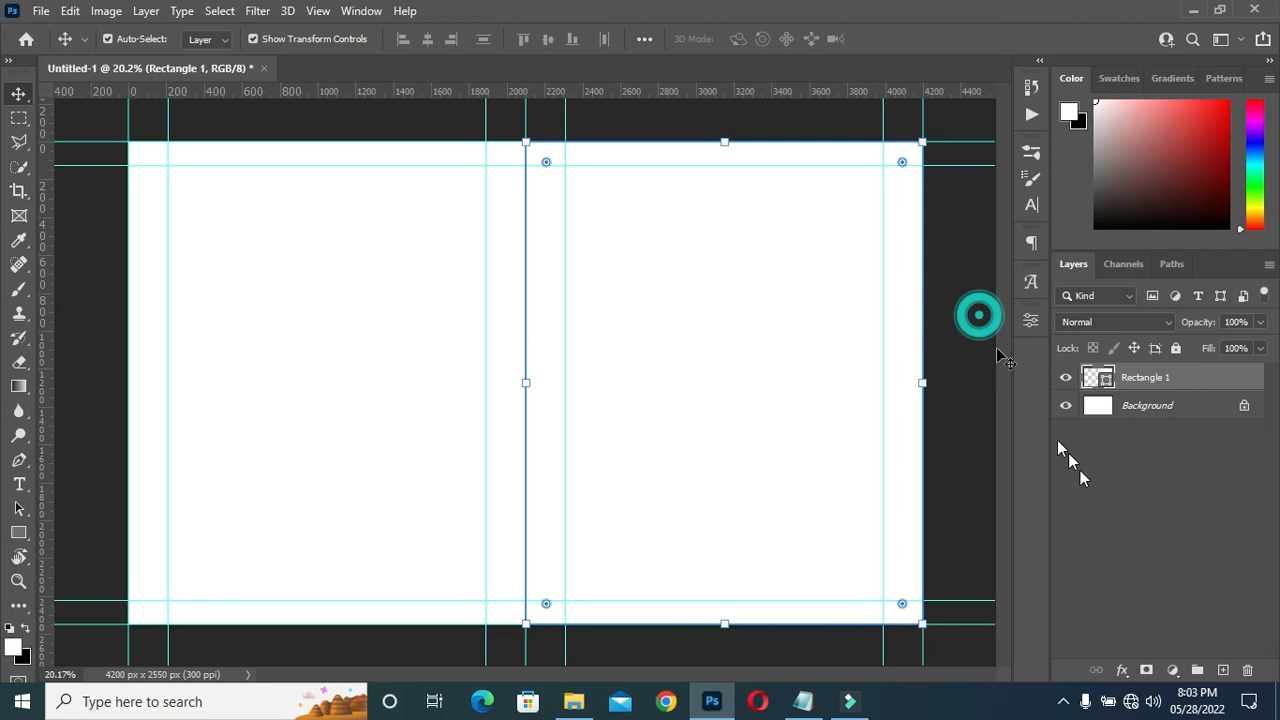 Ps File Edit Image Layer Type Select Filter 3D View Window Help
Auto-Select: Layer Show Transform Controls 3D Mode:
Untitled-1 @ 20.2% (Rectangle 1, RGB/8) *
Color Swatches Gradients Patterns
400 200 0 200 400 600 800 1000 1200 1400 1600 1800 2000 2200 2400 2600 2800 3000 3200 3400 3600 3800 4000 4200 4400
Layers Channels Paths
Kind
Normal Opacity: 100%
Lock: Fill: 100%
Rectangle 1
Background
20.17% 4200 px x 2550 px (300 ppi)
Type here to search
Ps
8:03 PM
05/28/2022